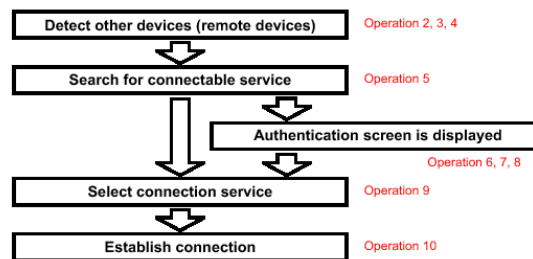 Detect other devices (remote devices)
Operation 2, 3, 4
Search for connectable service
Operation 5
Authentication screen is displayed
Operation 6, 7, 8
Select connection service
Operation 9
Establish connection
Operation 10